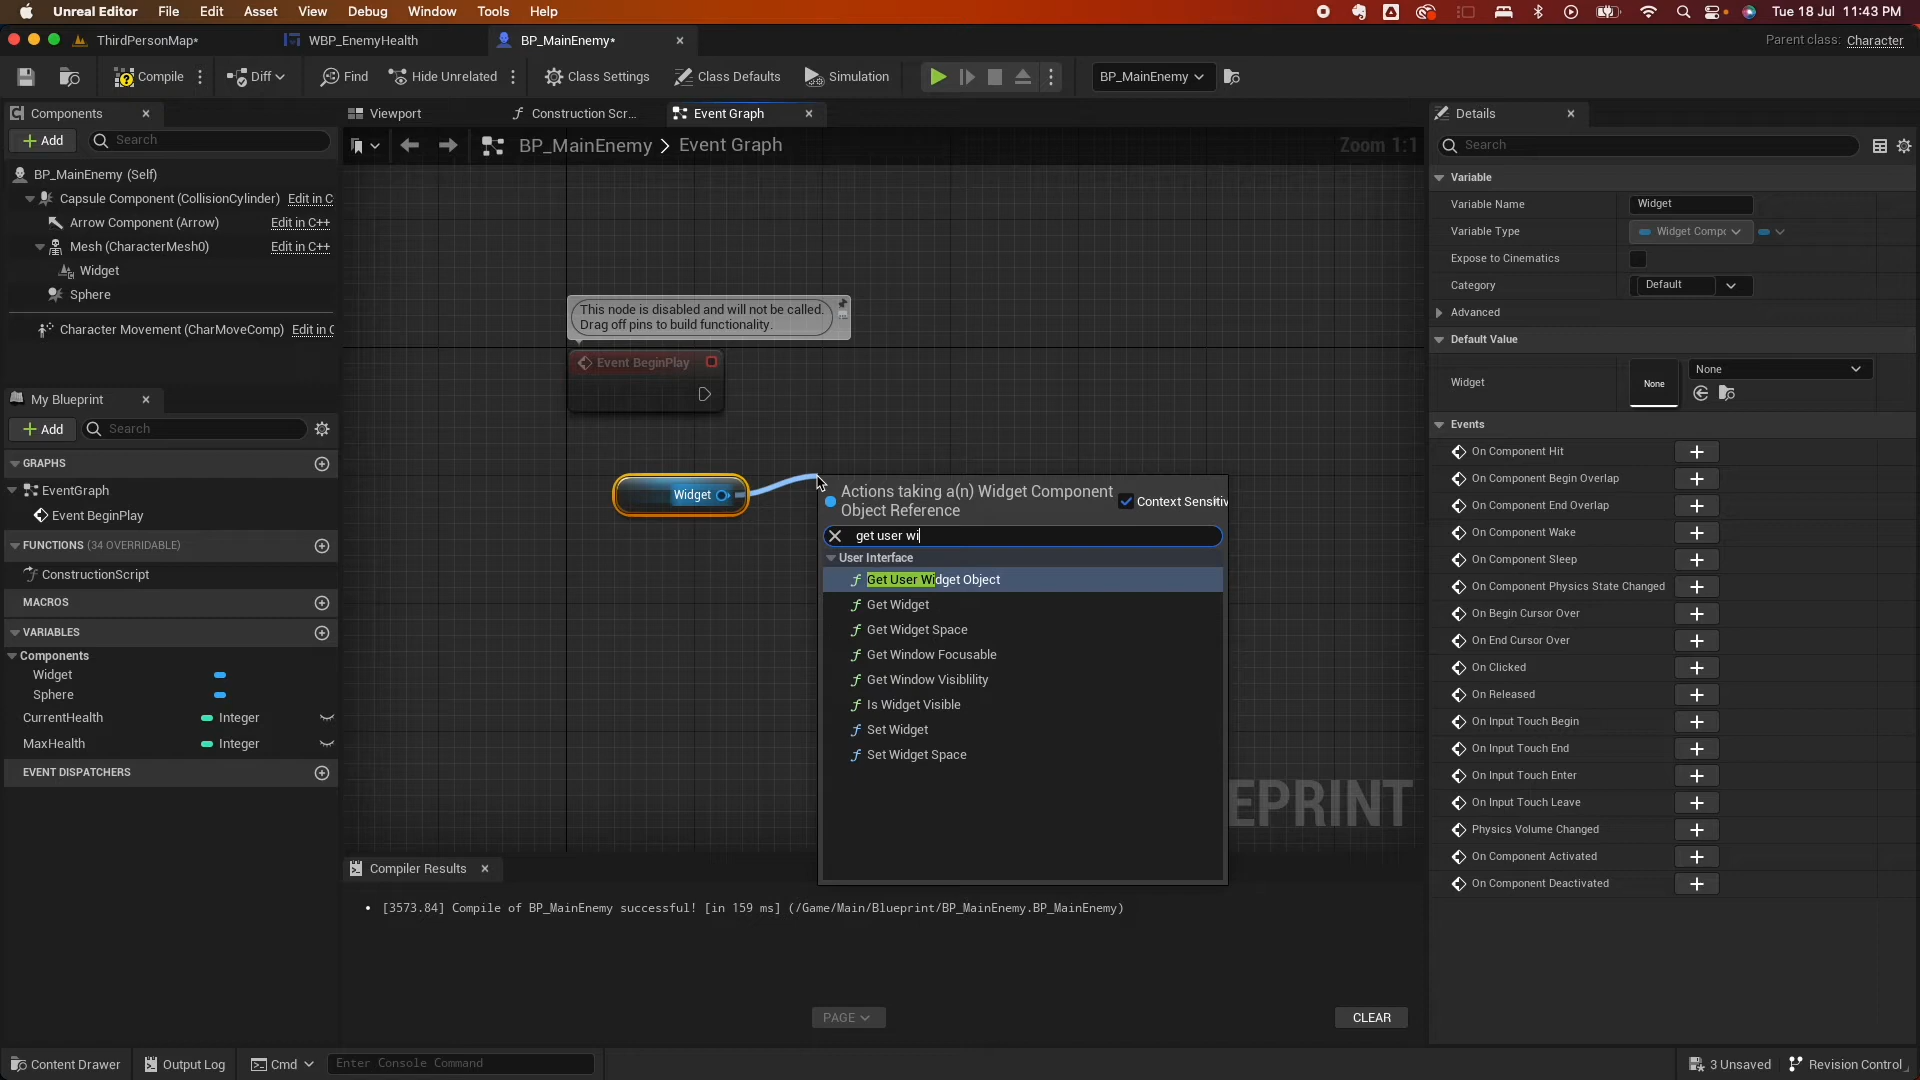 Unreal Editor File Edit Asset View Debug Window Tools Help Tue 18 Jul 11:43 PM
ThirdPersonMap* WBP_EnemyHealth BP_MainEnemy* Parent class: Character
Compile Diff Find Hide Unrelated Class Settings Class Defaults Simulation BP_MainEnemy
Components
Add Search
BP_MainEnemy (Self)
Capsule Component (CollisionCylinder) Edit in C
Arrow Component (Arrow) Edit in C++
Mesh (CharacterMesh0) Edit in C++
Widget
Sphere
Character Movement (CharMoveComp) Edit in C
My Blueprint
Add Search
GRAPHS
EventGraph
Event BeginPlay
FUNCTIONS (34 OVERRIDABLE)
ConstructionScript
MACROS
VARIABLES
Components
Widget
Sphere
CurrentHealth Integer
MaxHealth Integer
EVENT DISPATCHERS
Viewport Construction Scr... Event Graph
BP_MainEnemy > Event Graph Zoom 1:1
This node is disabled and will not be called.
Drag off pins to build functionality.
Event BeginPlay
Widget
Actions taking a(n) Widget Component
Object Reference
Context Sensitiv
get user wi
User Interface
Get User Widget Object
Get Widget
Get Widget Space
Get Window Focusable
Get Window Visiblility
Is Widget Visible
Set Widget
Set Widget Space
EPRINT
Compiler Results
[3573.84] Compile of BP_MainEnemy successful! [in 159 ms] (/Game/Main/Blueprint/BP_MainEnemy.BP_MainEnemy)
PAGE CLEAR
Details
Search
Variable
Variable Name Widget
Variable Type Widget Compc
Expose to Cinematics
Category Default
Advanced
Default Value
Widget None None
Events
On Component Hit
On Component Begin Overlap
On Component End Overlap
On Component Wake
On Component Sleep
On Component Physics State Changed
On Begin Cursor Over
On End Cursor Over
On Clicked
On Released
On Input Touch Begin
On Input Touch End
On Input Touch Enter
On Input Touch Leave
Physics Volume Changed
On Component Activated
On Component Deactivated
Content Drawer Output Log Cmd Enter Console Command 3 Unsaved Revision Control